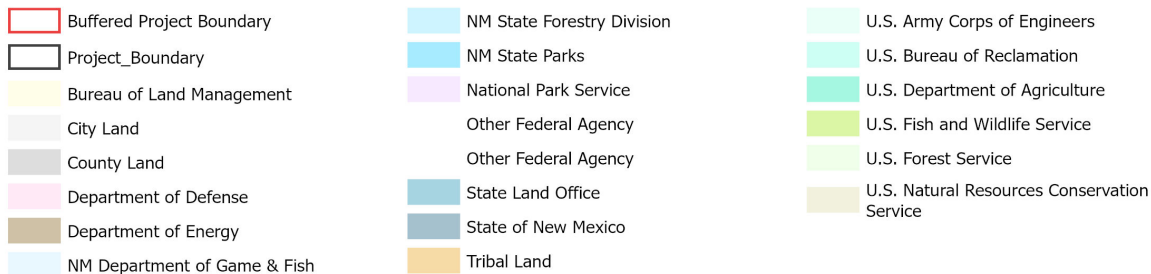 Buffered Project Boundary
Project_Boundary
Bureau of Land Management
City Land
County Land
Department of Defense
Department of Energy
NM Department of Game & Fish
NM State Forestry Division
NM State Parks
National Park Service
Other Federal Agency
Other Federal Agency
State Land Office
State of New Mexico
Tribal Land
U.S. Army Corps of Engineers
U.S. Bureau of Reclamation
U.S. Department of Agriculture
U.S. Fish and Wildlife Service
U.S. Forest Service
U.S. Natural Resources Conservation
Service